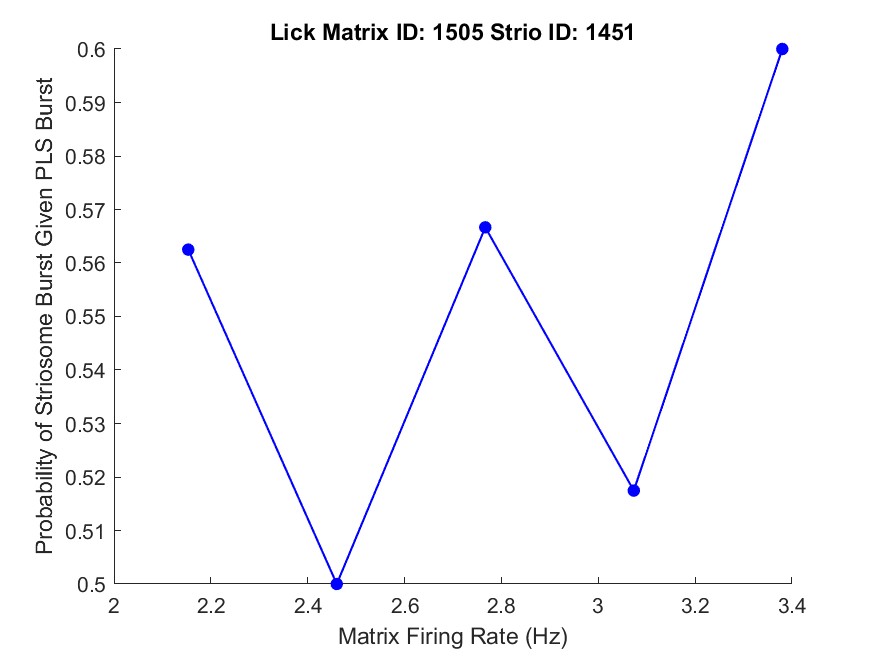 Lick Matrix ID: 1505 Strio ID: 1451
Probability of Striosome Burst Given PLS Burst
0.6
0.59
0.58
0.57
0.56
0.55
0.54
0.53
0.52
0.51
0.5
2 2.2 2.4 2.6 2.8 3 3.2 3.4
Matrix Firing Rate (Hz)